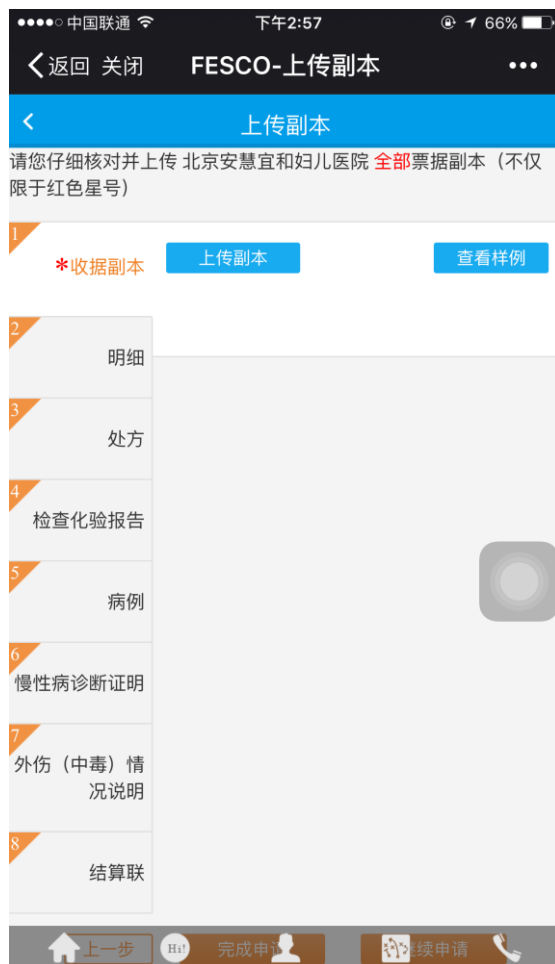 中国联通 下午2:57 66%
返回 关闭 FESCO-上传副本
上传副本
请您仔细核对并上传 北京安慧宜和妇儿医院 全部票据副本（不仅
限于红色星号）
1
*收据副本 上传副本 查看样例
2
明细
3
处方
4
检查化验报告
5
病例
6
慢性病诊断证明
7
外伤（中毒）情
况说明
8
结算联
上一步 Hi! 完成申 继续申请